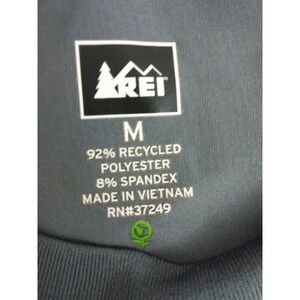 REI
M
92% RECYCLED
POLYESTER
8% SPANDEX
MADE IN VIETNAM
RN#37249